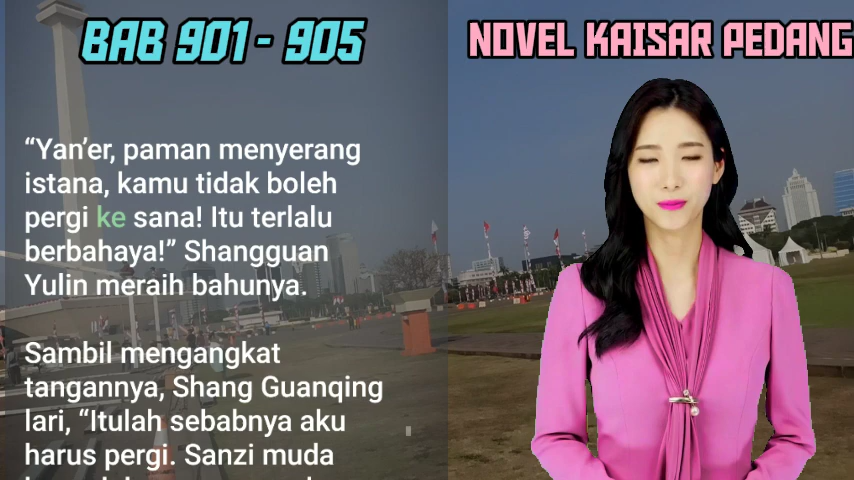 BAB 901 - 905
NOVEL KAISAR PEDANG
“Yan’er, paman menyerang
istana, kamu tidak boleh
pergi ke sana! Itu terlalu
berbahaya!” Shangguan
Yulin meraih bahunya.
Sambil mengangkat
tangannya, Shang Guanqing
lari, “Itulah sebabnya aku
harus pergi. Sanzi muda